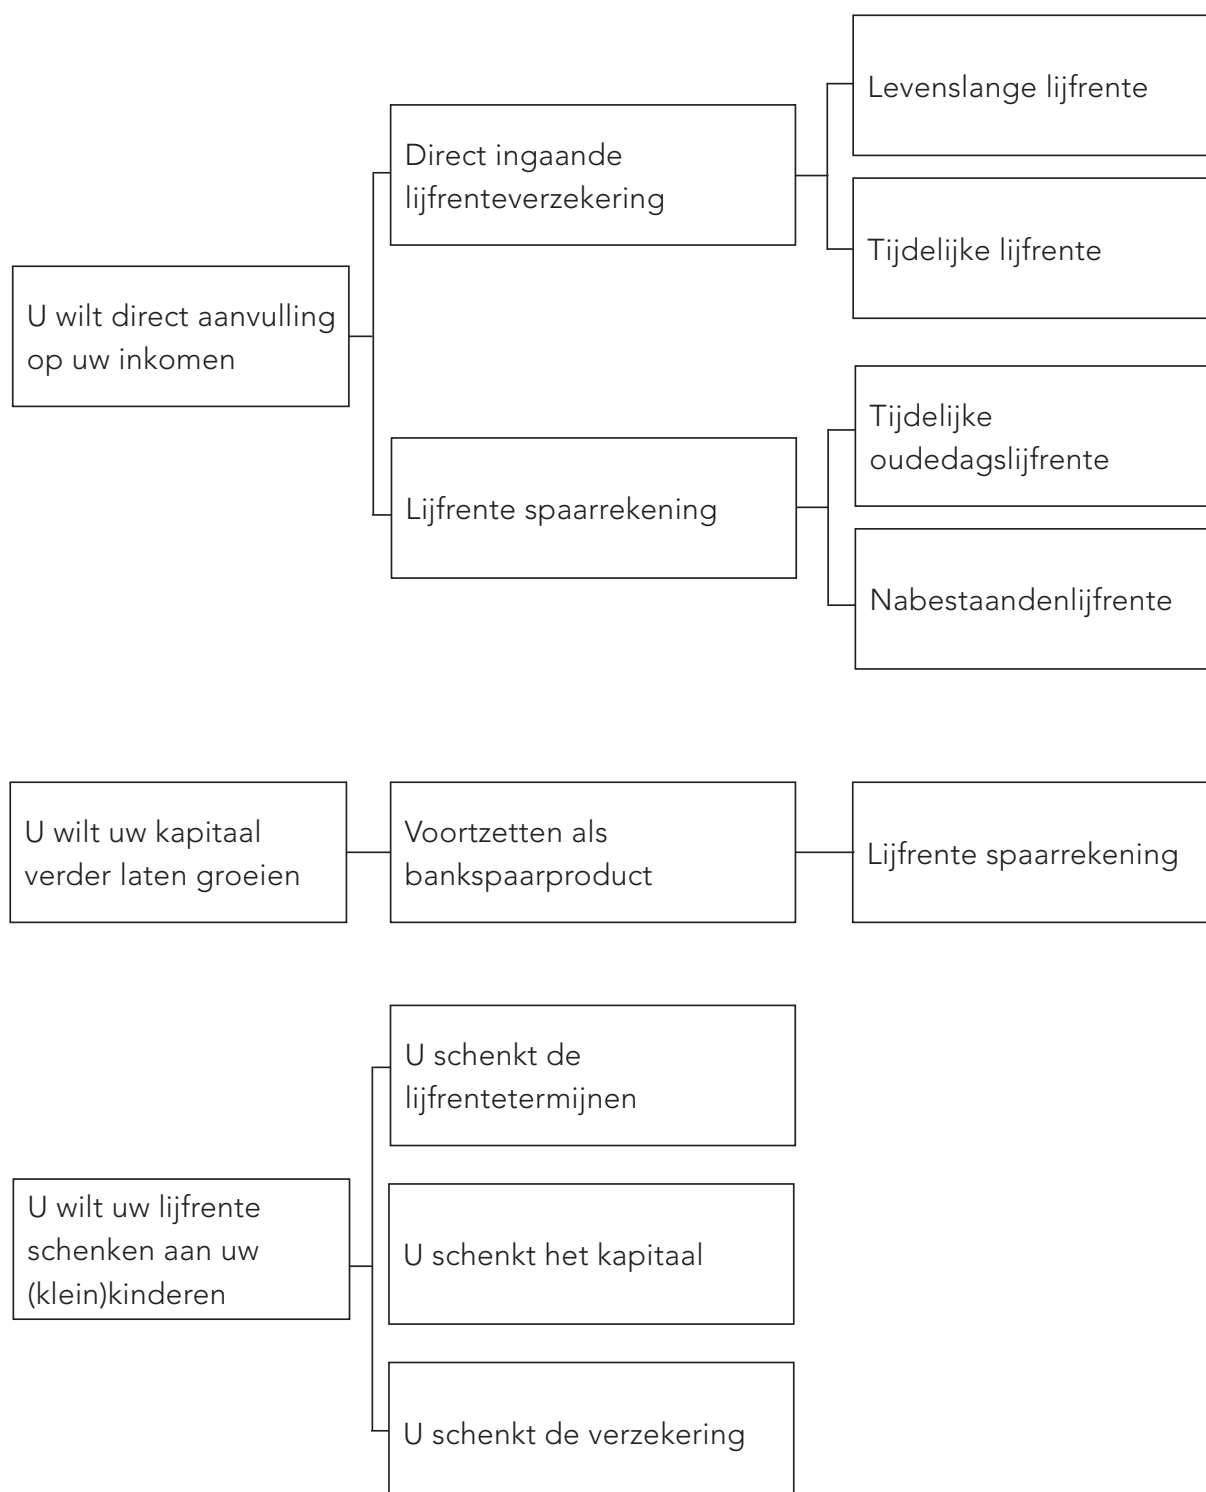 Levenslange lijfrente
Direct ingaande
lijfrenteverzekering
Tijdelijke lijfrente
U wilt direct aanvulling
op uw inkomen
Tijdelijke
oudedagslijfrente
Lijfrente spaarrekening
Nabestaandenlijfrente
U wilt uw kapitaal
verder laten groeien
Voortzetten als
bankspaarproduct
Lijfrente spaarrekening
U schenkt de
lijfrentetermijnen
U wilt uw lijfrente
schenken aan uw
(klein)kinderen
U schenkt het kapitaal
U schenkt de verzekering